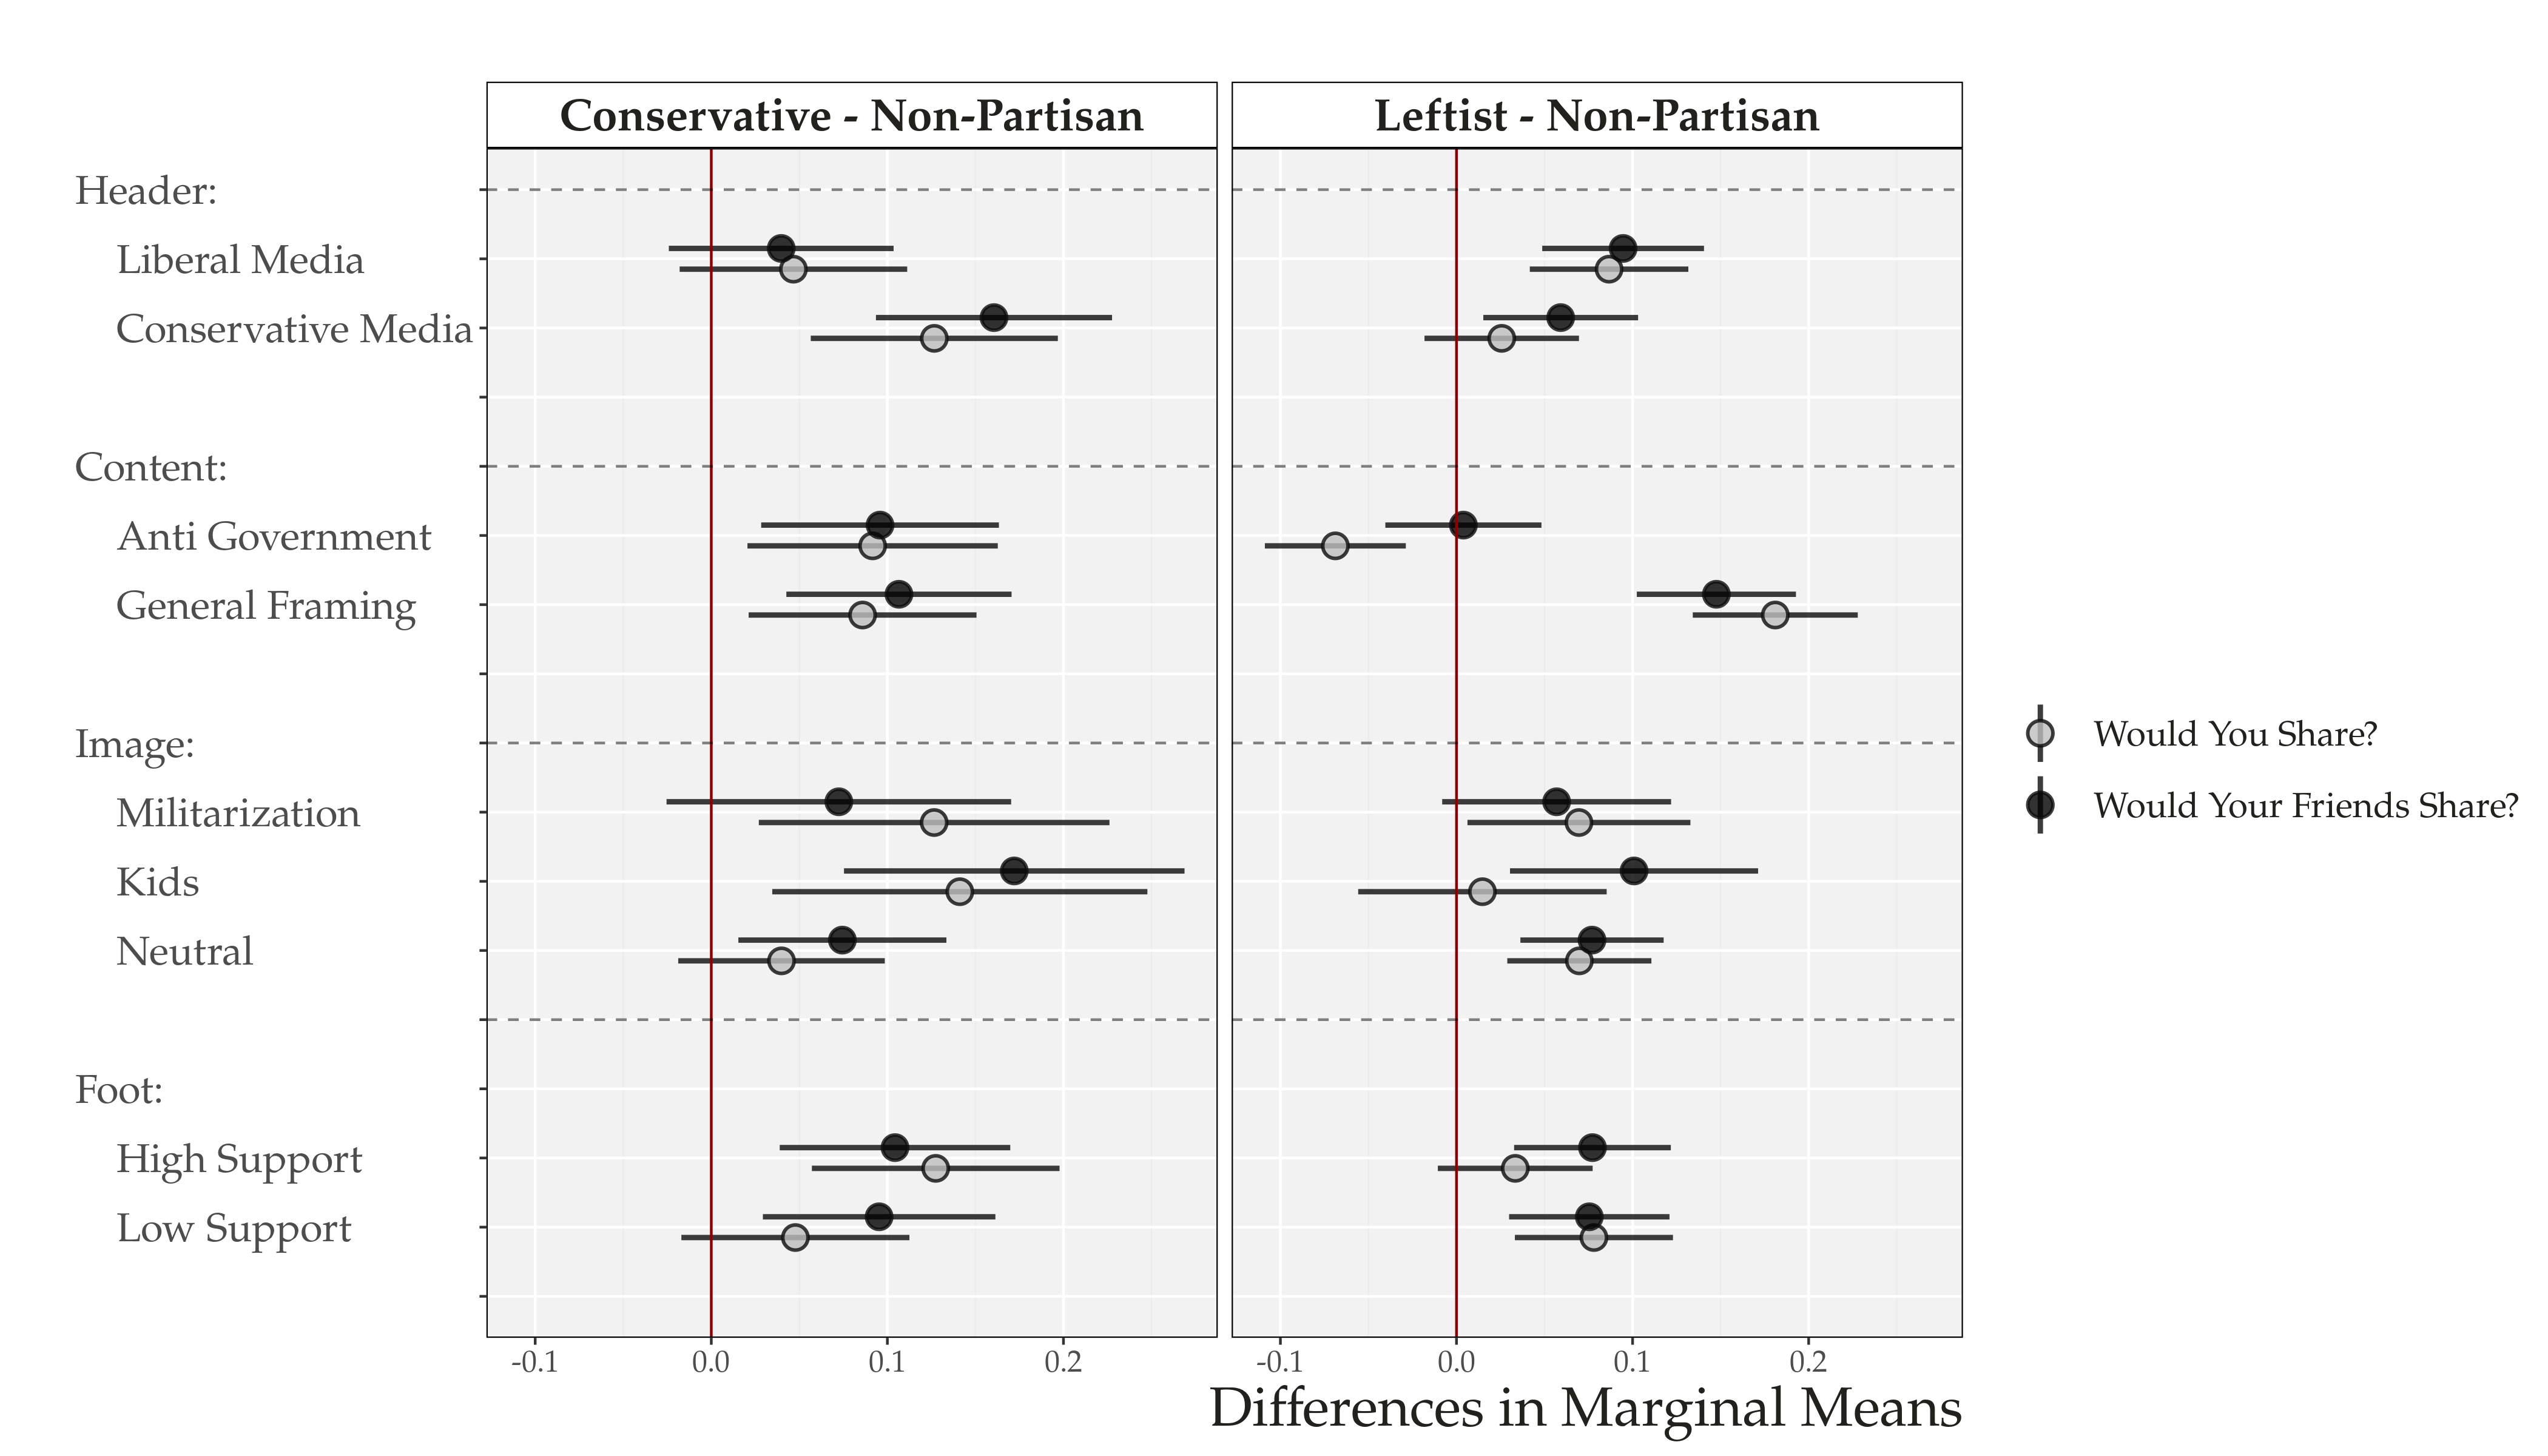 Conservative - Non-Partisan
Leftist - Non-Partisan
Header:
Liberal Media
Conservative Media
Content:
Anti Government
General Framing
Image:
Militarization
Kids
Neutral
Foot:
High Support
Low Support
Would You Share?
Would Your Friends Share?
-0.1 0.0 0.1 0.2
-0.1 0.0 0.1 0.2
Differences in Marginal Means